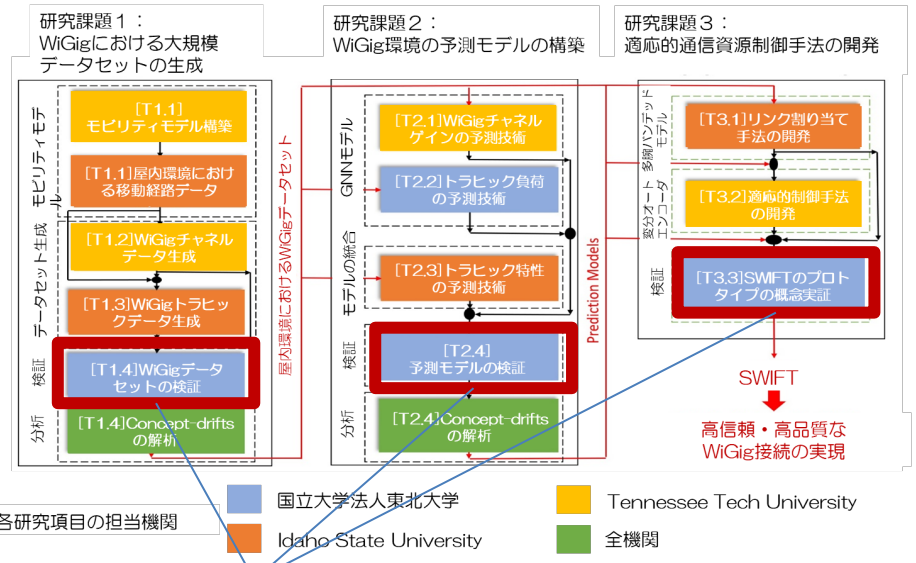 研究課題1：
WiGigにおける大規模
データセットの生成
研究課題2：
WiGig環境の予測モデルの構築
研究課題3：
適応的通信資源制御手法の開発
モビリティモデル
[T1.1]
モビリティモデル構築
[T1.1]屋内環境におけ
る移動経路データ
データセット生成
[T1.2]WiGigチャネル
データ生成
[T1.3]WiGigトラヒッ
クデータ生成
検証
[T1.4]WiGigデータ
セットの検証
分析
[T1.4]Concept-drifts
の解析
屋内環境におけるWiGigデータセット
GNNモデル
[T2.1]WiGigチャネル
ゲインの予測技術
[T2.2]トラヒック負荷
の予測技術
モデルの統合
[T2.3]トラヒック特性
の予測技術
検証
[T2.4]
予測モデルの検証
分析
[T2.4]Concept-drifts
の解析
Prediction Models
多腕バンデッド
モデル
[T3.1]リンク割り当て
手法の開発
変分オート
エンコーダ
[T3.2]適応的制御手法
の開発
検証
[T3,3]SWIFTのプロト
タイプの概念実証
SWIFT
高信頼・高品質な
WiGig接続の実現
各研究項目の担当機関
国立大学法人東北大学
Tennessee Tech University
Idaho State University
全機関